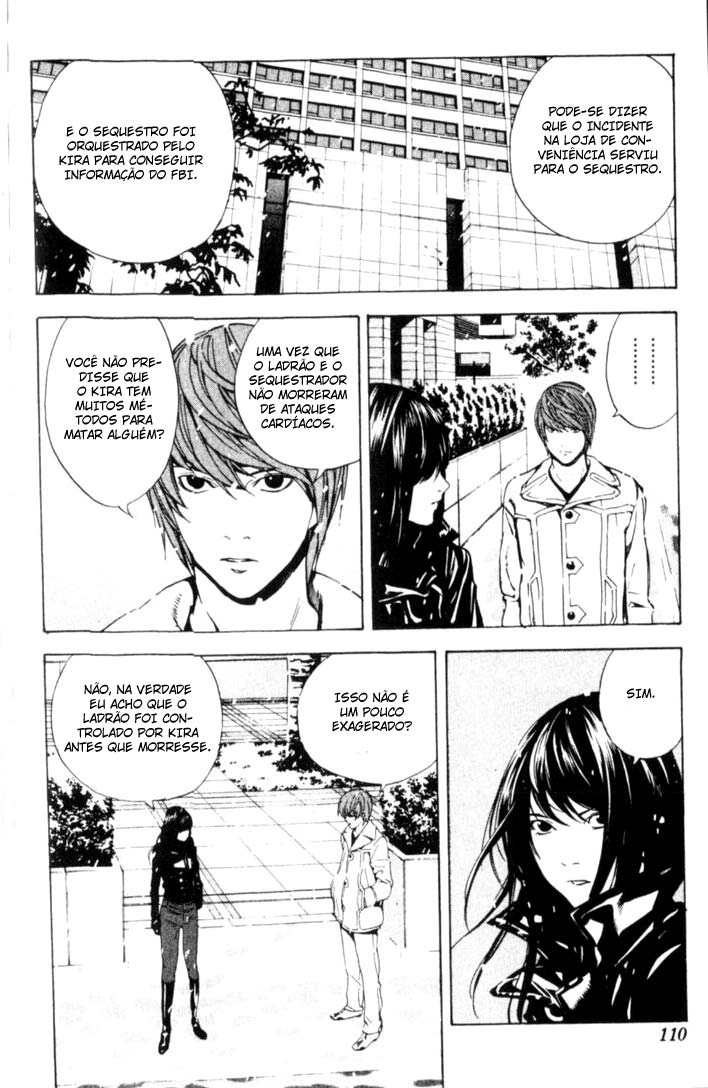 PODE-SE DIZER
QUE O INCIDENTE
NA LOJA DE CON-
VENIÊNCIA SERVIU
PARA O SEQUESTRO.
E O SEQUESTRO FOI
ORQUESTRADO PELO
KIRA PARA CONSEGUIR
INFORMAÇÃO DO FBI.
UMA VEZ QUE
O LADRÃO E O
SEQUESTRADOR
NÃO MORRERAM
DE ATAQUES
CARDÍACOS.
VOCÊ NÃO PRE-
DISSE QUE
O KIRA TEM
MUITOS MÉ-
TODOS PARA
MATAR ALGUÉM?
SIM.
ISSO NÃO É
UM POUCO
EXAGERADO?
NÃO, NA VERDADE
EU ACHO QUE O
LADRÃO FOI CON-
TROLADO POR KIRA
ANTES QUE MORRESSE.
110